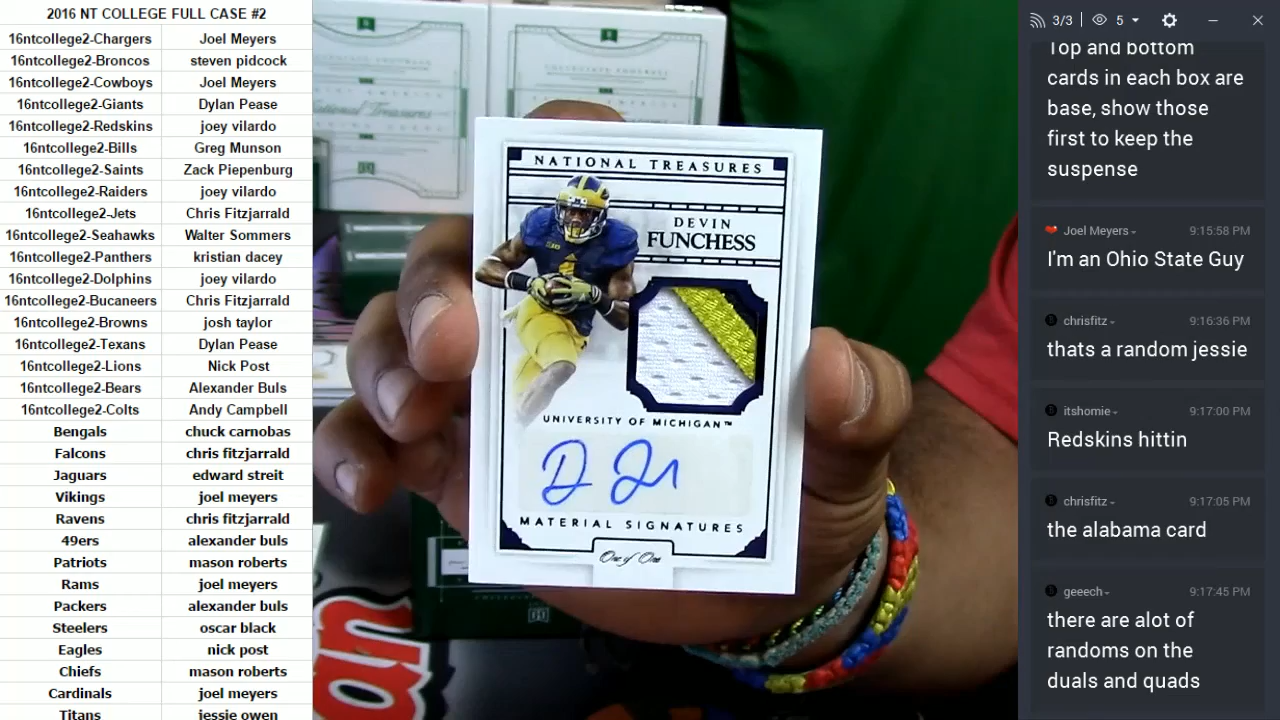 2016 NT COLLEGE FULL CASE #2
16ntcollege2-Chargers Joel Meyers
16ntcollege2-Broncos steven pidcock
16ntcollege2-Cowboys Joel Meyers
16ntcollege2-Giants Dylan Pease
16ntcollege2-Redskins joey vilardo
16ntcollege2-Bills Greg Munson
16ntcollege2-Saints Zack Piepenburg
16ntcollege2-Raiders joey vilardo
16ntcollege2-Jets Chris Fitzjarrald
16ntcollege2-Seahawks Walter Sommers
16ntcollege2-Panthers kristian dacey
16ntcollege2-Dolphins joey vilardo
16ntcollege2-Bucaneers Chris Fitzjarrald
16ntcollege2-Browns josh taylor
16ntcollege2-Texans Dylan Pease
16ntcollege2-Lions Nick Post
16ntcollege2-Bears Alexander Buls
16ntcollege2-Colts Andy Campbell
Bengals chuck carnobas
Falcons chris fitzjarrald
Jaguars edward streit
Vikings joel meyers
Ravens chris fitzjarrald
49ers alexander buls
Patriots mason roberts
Rams joel meyers
Packers alexander buls
Steelers oscar black
Eagles nick post
Chiefs mason roberts
Cardinals joel meyers
Titans jessie owen
National Treasures
NATIONAL TREASURES
DEVIN
FUNCHESS
UNIVERSITY OF MICHIGAN™
MATERIAL SIGNATURES
One of One
3/3 5
Top and bottom
cards in each box are
base, show those
first to keep the
suspense
Joel Meyers 9:15:58 PM
I'm an Ohio State Guy
chrisfitz 9:16:36 PM
thats a random jessie
itshomie 9:17:00 PM
Redskins hittin
chrisfitz 9:17:05 PM
the alabama card
geeech 9:17:45 PM
there are alot of
randoms on the
duals and quads